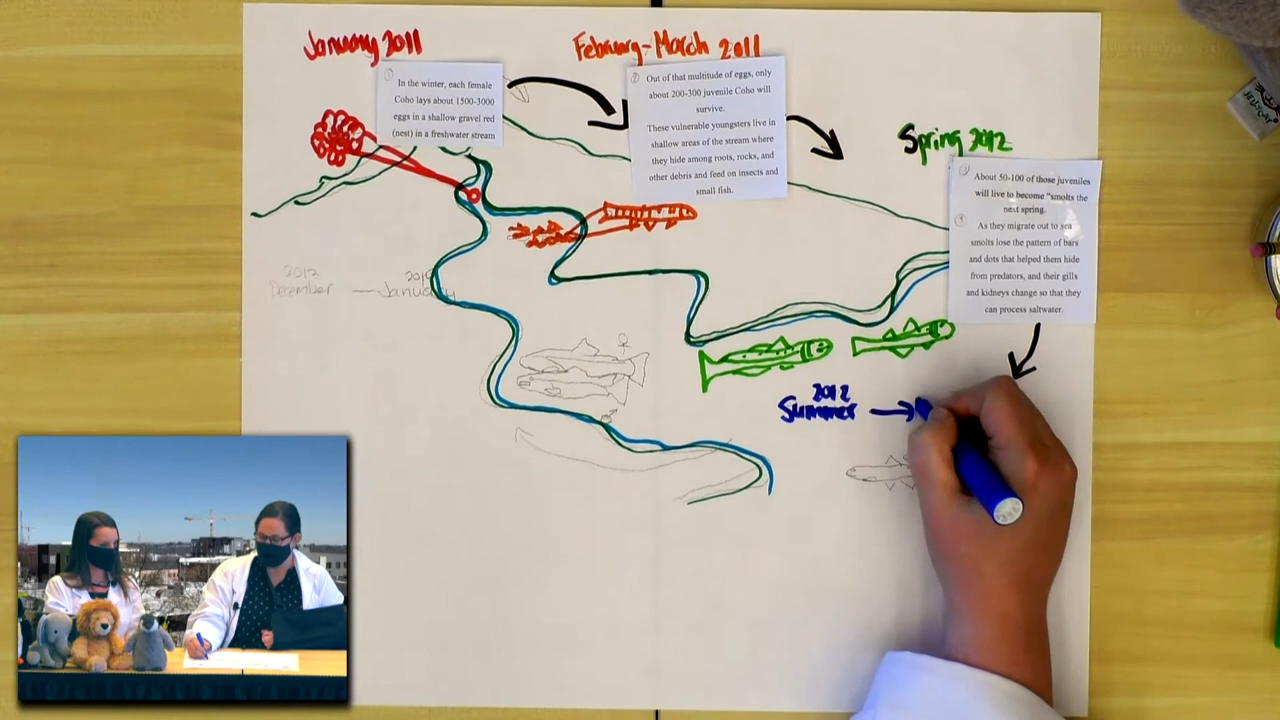 January 2011
① In the winter, each female
Coho lays about 1500-3000
eggs in a shallow gravel red
(nest) in a freshwater stream
February-March 2011
② Out of that multitude of eggs, only
about 200-300 juvenile Coho will
survive.
These vulnerable youngsters live in
shallow areas of the stream where
they hide among roots, rocks, and
other debris and feed on insects and
small fish.
Spring 2012
About 50-100 of those juveniles
will live to become "smolts the
next spring.
As they migrate out to sea
smolts lose the pattern of bars
and dots that helped them hide
from predators, and their gills
and kidneys change so that they
can process saltwater.
2012
December — January
2012
Summer →
♀